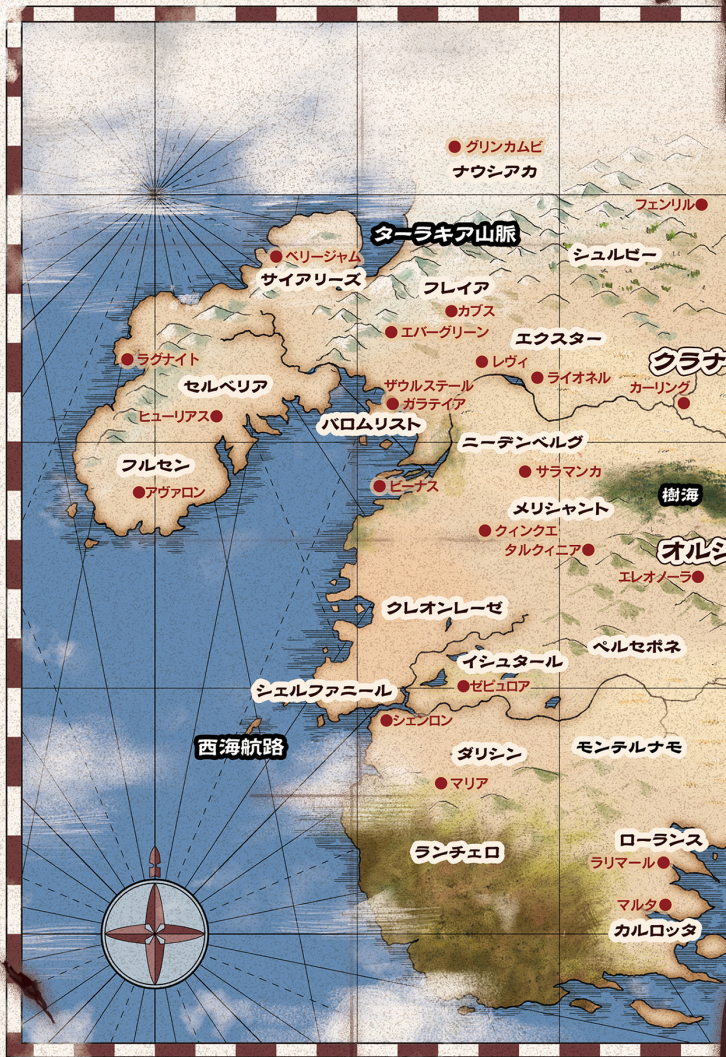 グリンカムビ
ナウシアカ
フェンリル
ターラキア山脈
ベリージャム
シュルビー
サイアリーズ
フレイア
カブス
エバーグリーン
エクスター
ラグナイト
レヴィ
クラナ
セルベリア
ザウルステール
ライオネル
カーリング
ガラテイア
ヒューリアス
バロムリスト
ニーデンベルグ
フルセン
サラマンカ
ビーナス
アヴァロン
樹海
メリシャント
クィンクエ
タルクィニア
オルシ
エレオノーラ
クレオンレーゼ
ペルセポネ
イシュタール
ゼピュロア
シェルファニール
シェンロン
西海航路
ダリシン
モンテルナモ
マリア
ローランス
ランチェロ
ラリマール
マルタ
カルロッタ